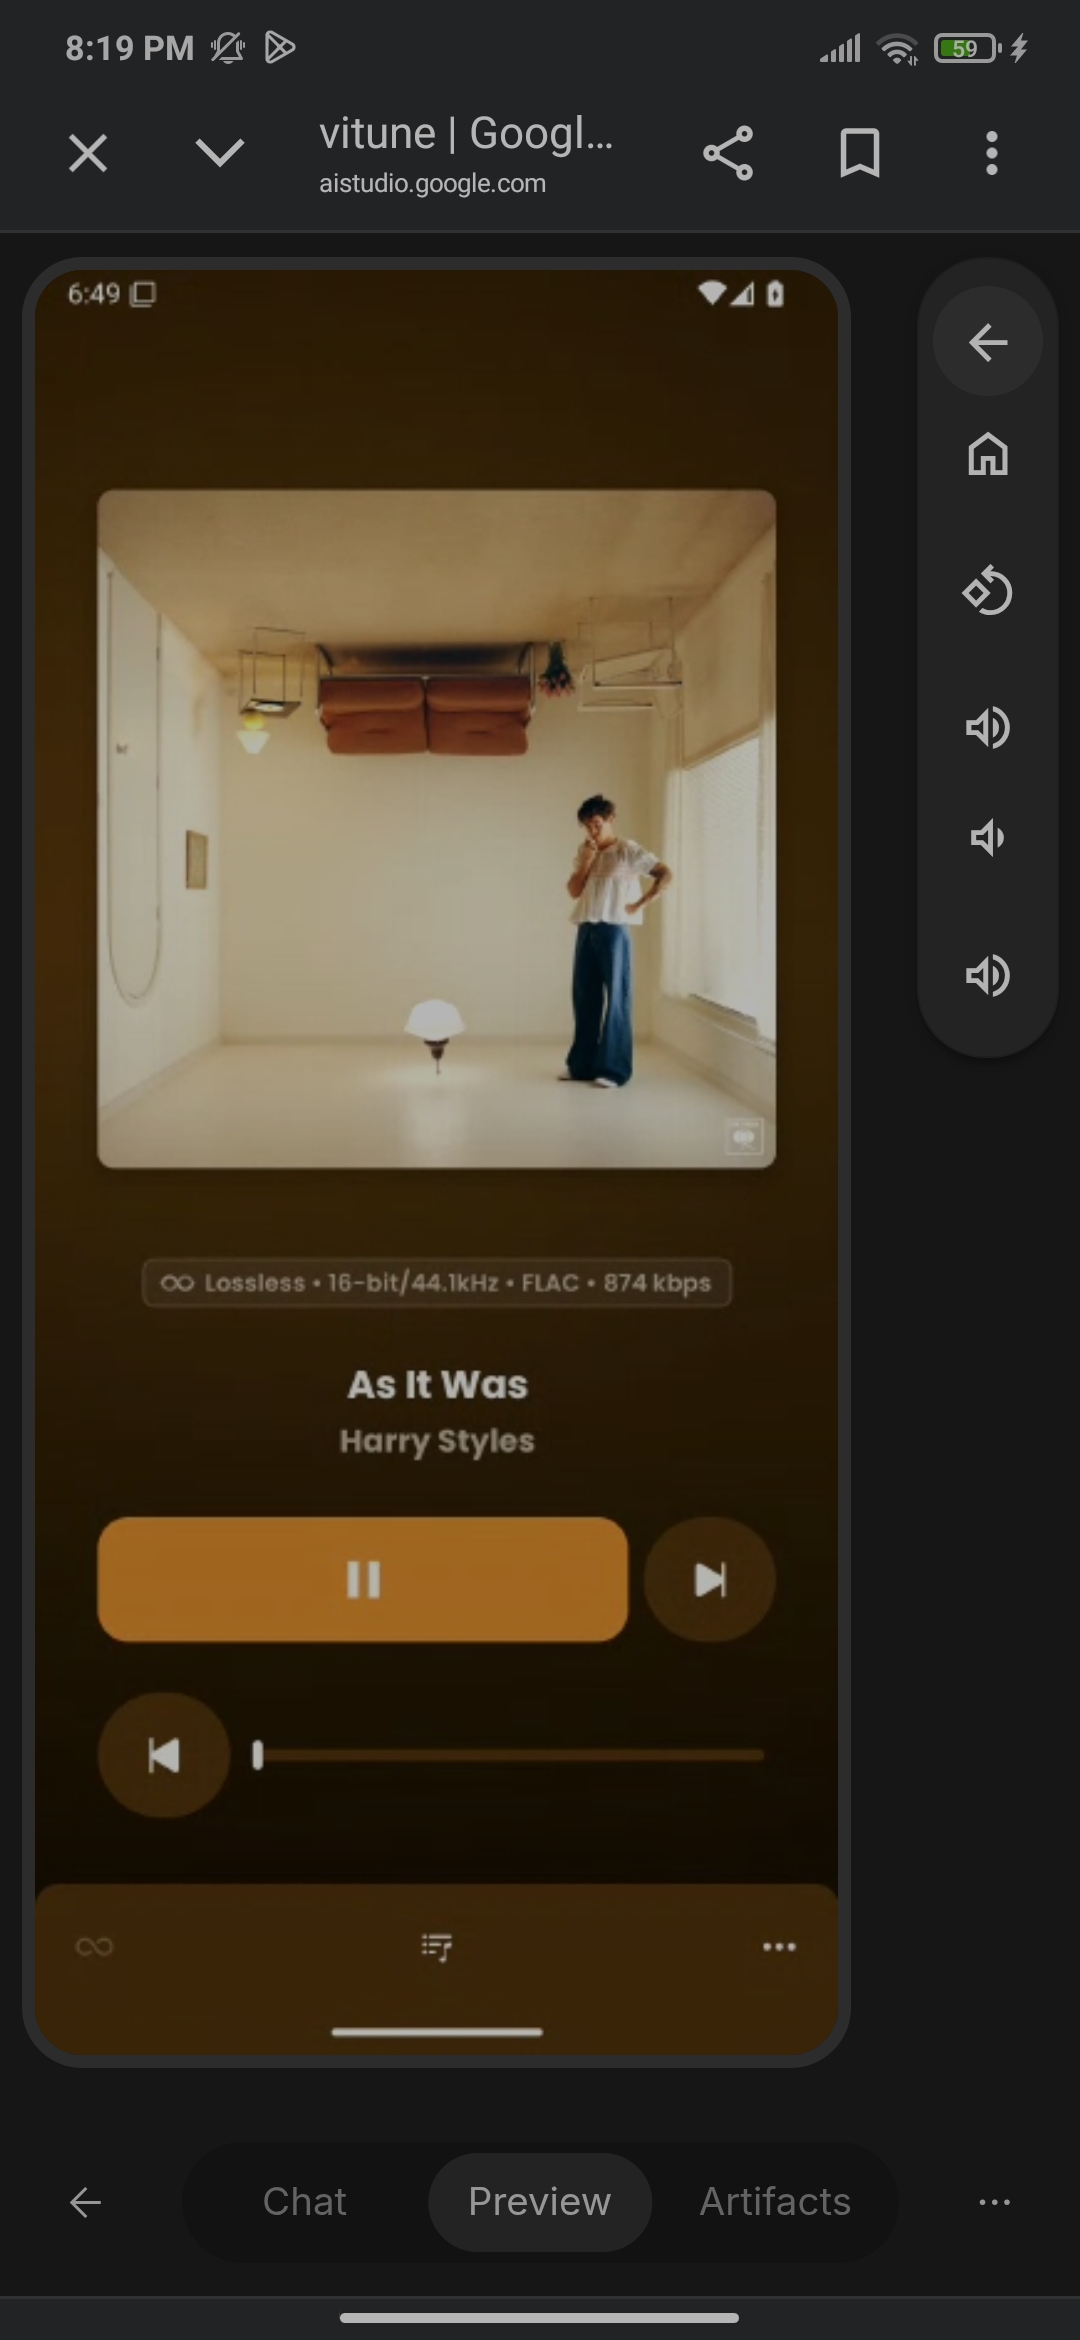 8:19 PM
59
vitune | Googl...
aistudio.google.com
6:49
Lossless • 16-bit/44.1kHz • FLAC • 874 kbps
As It Was
Harry Styles
Chat
Preview
Artifacts